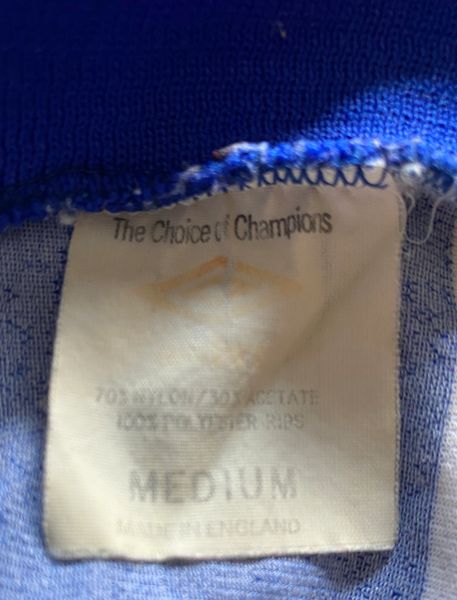 The Choice of Champions
70% NYLON/30% ACETATE
100% POLYESTER RIBS
MEDIUM
MADE IN ENGLAND